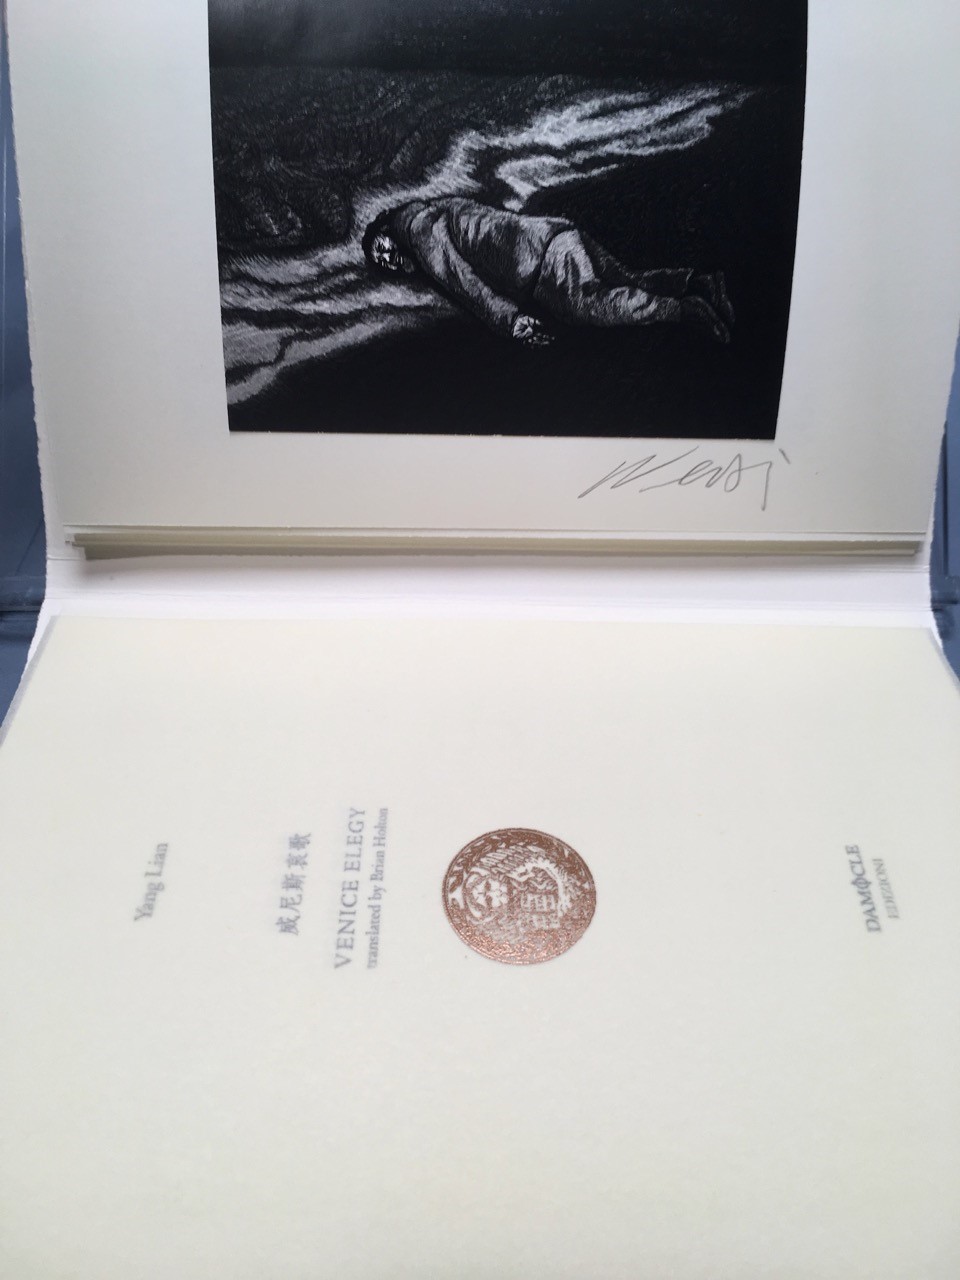 Yang Lian
威尼斯哀歌
VENICE ELEGY
translated by Brian Holton
DAMOCLE
EDIZIONI